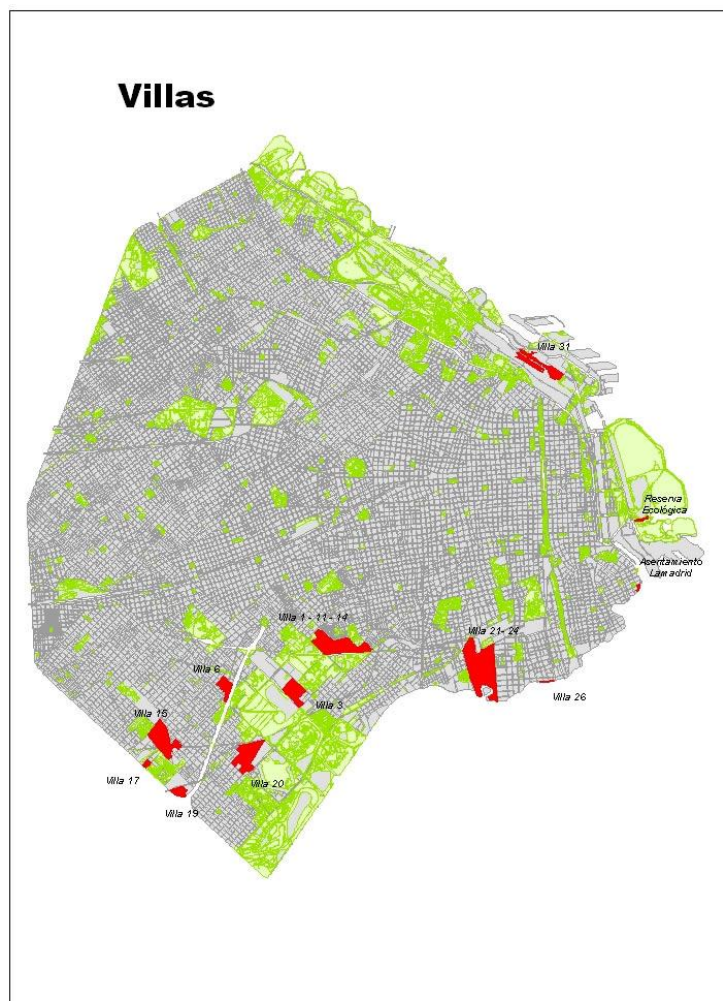 Villas
Villa 31
Reserva
Ecológica
Asentamiento
Lamadrid
Villa 1 - 11 - 14
Villa 21- 24
Villa 6
Villa 26
Villa 3
Villa 15
Villa 17
Villa 20
Villa 19